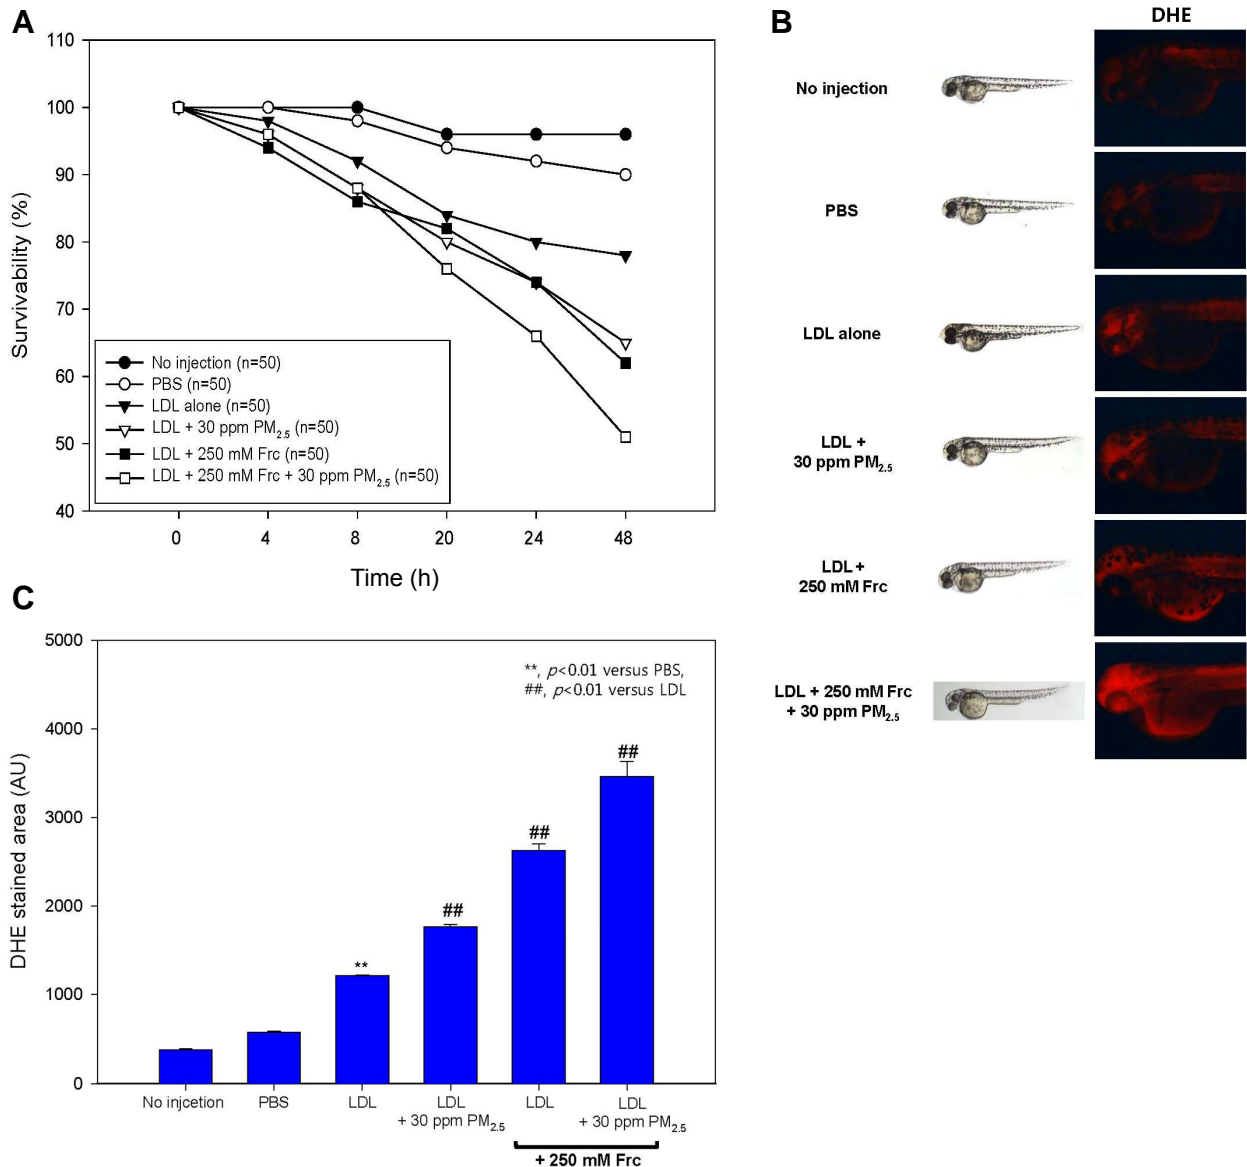 A
110
100
90
80
70
60
50
40
Survivability (%)
No injection (n=50)
PBS (n=50)
LDL alone (n=50)
LDL + 30 ppm PM2.5 (n=50)
LDL + 250 mM Frc (n=50)
LDL + 250 mM Frc + 30 ppm PM2.5 (n=50)
0 4 8 20 24 48
Time (h)
B
DHE
No injection
PBS
LDL alone
LDL +
30 ppm PM2.5
LDL +
250 mM Frc
LDL + 250 mM Frc
+ 30 ppm PM2.5
C
5000
4000
3000
2000
1000
0
DHE stained area (AU)
**, p<0.01 versus PBS,
##, p<0.01 versus LDL
**
##
##
##
No injcetion PBS LDL LDL LDL LDL
+ 30 ppm PM2.5 + 30 ppm PM2.5
+ 250 mM Frc